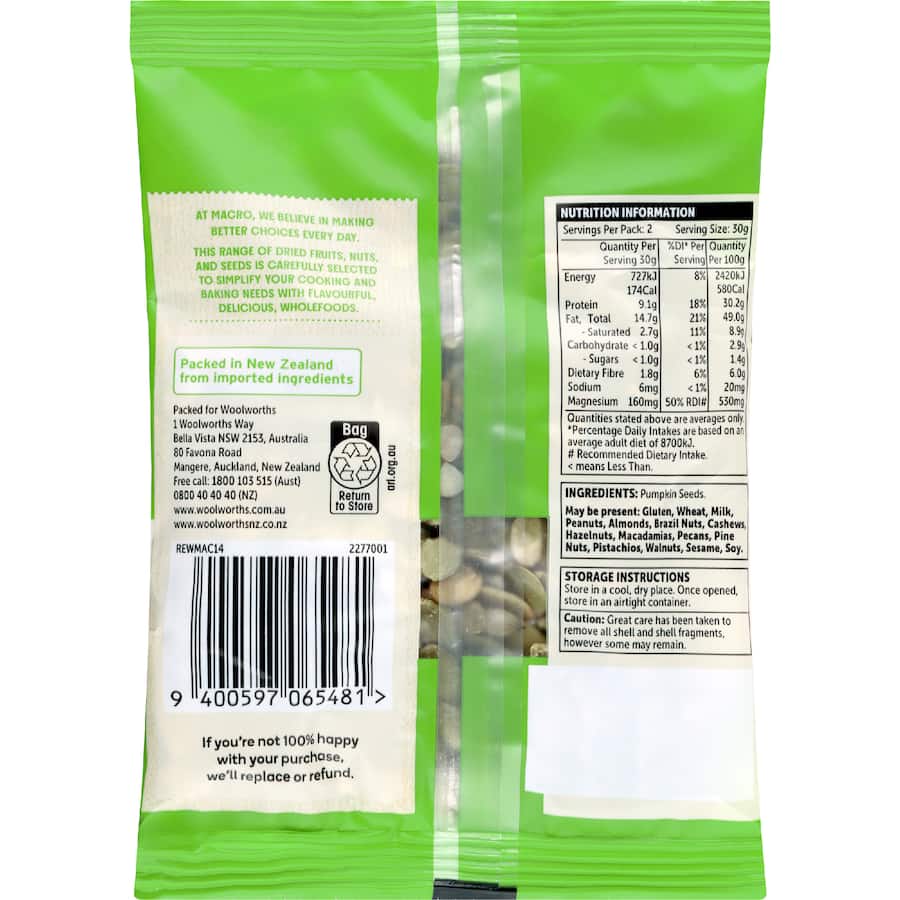 AT MACRO, WE BELIEVE IN MAKING
BETTER CHOICES EVERY DAY.
THIS RANGE OF DRIED FRUITS, NUTS,
AND SEEDS IS CAREFULLY SELECTED
TO SIMPLIFY YOUR COOKING AND
BAKING NEEDS WITH FLAVOURFUL,
DELICIOUS, WHOLEFOODS.
Packed in New Zealand
from imported ingredients
Packed for Woolworths
1 Woolworths Way
Bella Vista NSW 2153, Australia
80 Favona Road
Mangere, Auckland, New Zealand
Free call: 1800 103 515 (Aust)
0800 40 40 40 (NZ)
www.woolworths.com.au
www.woolworthsnz.co.nz
Bag
Return
to Store
arl.org.au
REWMAC14 2277001
9 400597 065481 >
If you're not 100% happy
with your purchase,
we'll replace or refund.
NUTRITION INFORMATION
Servings Per Pack: 2 Serving Size: 30g
Quantity Per %DI* Per Quantity
Serving 30g Serving Per 100g
Energy 727kJ 8% 2420kJ
174Cal 580Cal
Protein 9.1g 18% 30.2g
Fat, Total 14.7g 21% 49.0g
- Saturated 2.7g 11% 8.9g
Carbohydrate < 1.0g < 1% 2.9g
- Sugars < 1.0g < 1% 1.4g
Dietary Fibre 1.8g 6% 6.0g
Sodium 6mg < 1% 20mg
Magnesium 160mg 50% RDI# 530mg
Quantities stated above are averages only.
*Percentage Daily Intakes are based on an
average adult diet of 8700kJ.
# Recommended Dietary Intake.
< means Less Than.
INGREDIENTS: Pumpkin Seeds.
May be present: Gluten, Wheat, Milk,
Peanuts, Almonds, Brazil Nuts, Cashews,
Hazelnuts, Macadamias, Pecans, Pine
Nuts, Pistachios, Walnuts, Sesame, Soy.
STORAGE INSTRUCTIONS
Store in a cool, dry place. Once opened,
store in an airtight container.
Caution: Great care has been taken to
remove all shell and shell fragments,
however some may remain.